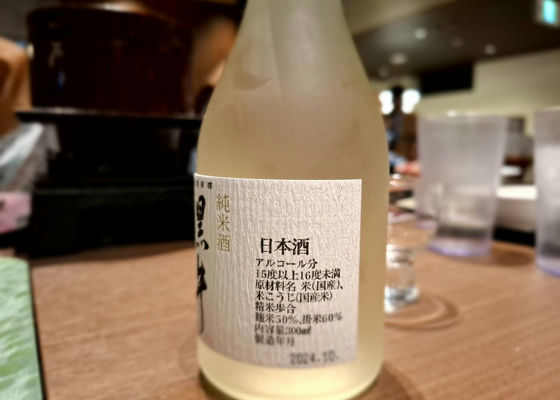 純米酒
黒牛
日本酒
アルコール分
15度以上16度未満
原材料名 米(国産)、
米こうじ(国産米)
精米歩合
麹米50%、掛米60%
内容量300㎖
製造年月
2024.10.